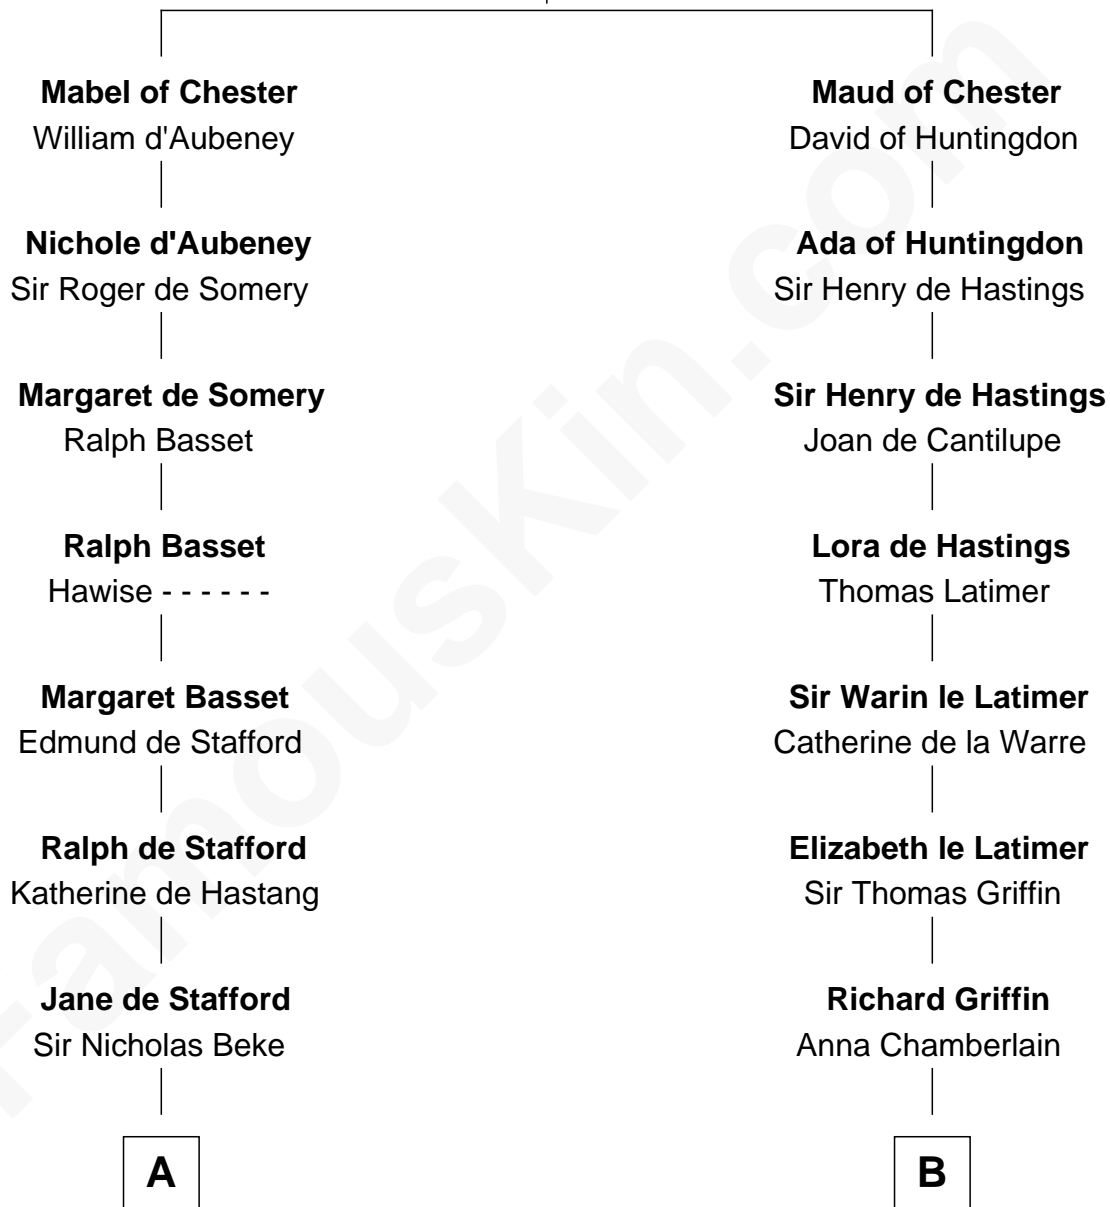 Mabel of Chester
William d'Aubeney
Nichole d'Aubeney
Sir Roger de Somery
Margaret de Somery
Ralph Basset
Ralph Basset
Hawise - - - - - -
Margaret Basset
Edmund de Stafford
Ralph de Stafford
Katherine de Hastang
Jane de Stafford
Sir Nicholas Beke
A
Maud of Chester
David of Huntingdon
Ada of Huntingdon
Sir Henry de Hastings
Sir Henry de Hastings
Joan de Cantilupe
Lora de Hastings
Thomas Latimer
Sir Warin le Latimer
Catherine de la Warre
Elizabeth le Latimer
Sir Thomas Griffin
Richard Griffin
Anna Chamberlain
B
FamousKin.com